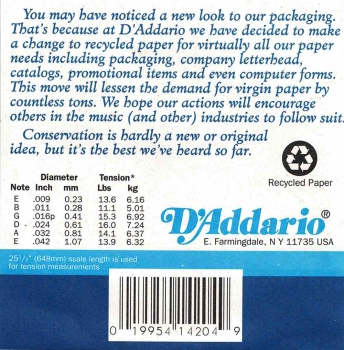 You may have noticed a new look to our packaging.
That's because at D'Addario we have decided to make
a change to recycled paper for virtually all our paper
needs including packaging, company letterhead,
catalogs, promotional items and even computer forms.
This move will lessen the demand for virgin paper by
countless tons. We hope our actions will encourage
others in the music (and other) industries to follow suit.
Conservation is hardly a new or original
idea, but it's the best we've heard so far.
Recycled Paper
Diameter Tension*
Note Inch mm Lbs kg
E .009 0.23 13.6 6.16
B .011 0.28 11.1 5.01
G .016p 0.41 15.3 6.92
D .024 0.61 16.0 7.24
A .032 0.81 14.1 6.37
E .042 1.07 13.9 6.32
D'Addario®
E. Farmingdale, N Y 11735 USA
25½" (648mm) scale length is used
for tension measurements
0 19954 14204 9